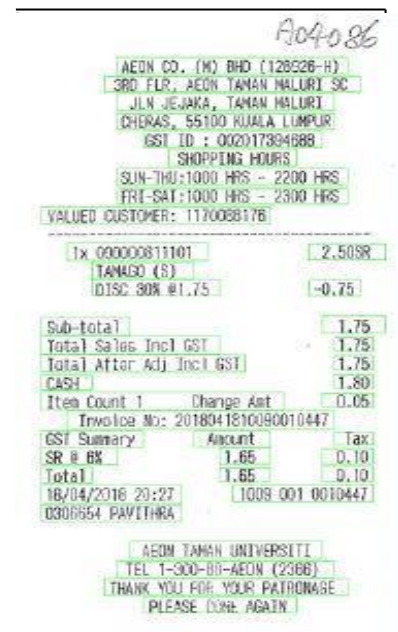 A04086
AEON CO. (M) BHD (126926-H)
3RD FLR, AEON TAMAN MALURI SC
JLN JEJAKA, TAMAN MALURI
CHERAS, 55100 KUALA LUMPUR
GST ID : 002017394688
SHOPPING HOURS
SUN-THU:1000 HRS - 2200 HRS
FRI-SAT:1000 HRS - 2300 HRS
VALUED CUSTOMER: 1170088176
1x 090000811101 2.50SR
TAMAGO (S)
DISC 30% @1.75 -0.75
Sub-total 1.75
Total Sales Incl GST 1.75
Total After Adj Incl GST 1.75
CASH 1.80
Item Count 1 Change Amt 0.05
Invoice No: 2018041810090010447
GST Summary Amount Tax
SR @ 6% 1.65 0.10
Total 1.65 0.10
18/04/2018 20:27 1009 001 0010447
0306654 PAVITHRA
AEON TAMAN UNIVERSITI
TEL 1-300-80-AEON (2366)
THANK YOU FOR YOUR PATRONAGE
PLEASE COME AGAIN